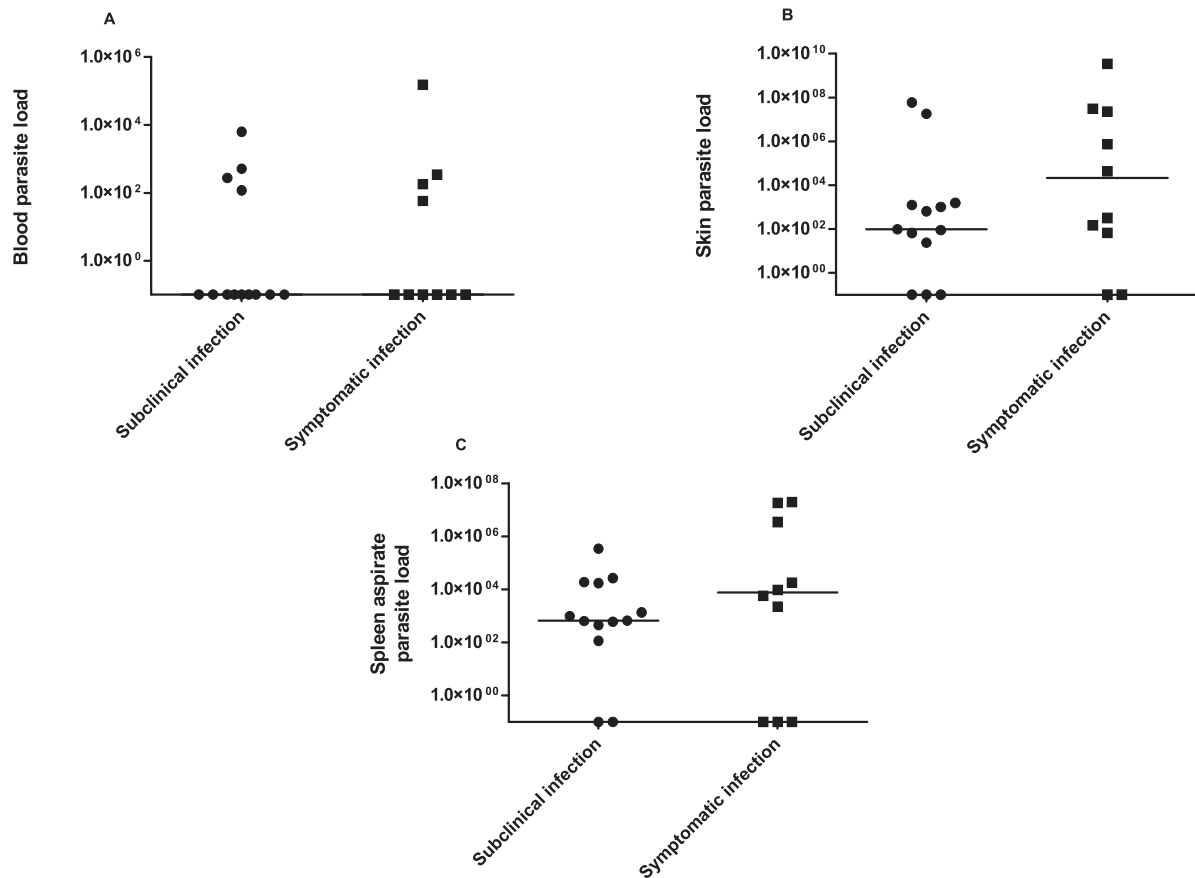 A
Blood parasite load
1.0×10⁶
1.0×10⁴
1.0×10²
1.0×10⁰
Subclinical infection
Symptomatic infection
B
Skin parasite load
1.0×10¹⁰
1.0×10⁰⁸
1.0×10⁰⁶
1.0×10⁰⁴
1.0×10⁰²
1.0×10⁰⁰
Subclinical infection
Symptomatic infection
C
Spleen aspirate
parasite load
1.0×10⁰⁸
1.0×10⁰⁶
1.0×10⁰⁴
1.0×10⁰²
1.0×10⁰⁰
Subclinical infection
Symptomatic infection